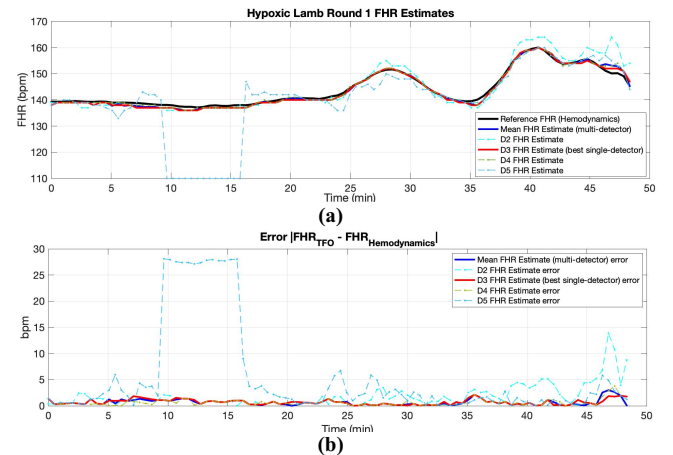 Hypoxic Lamb Round 1 FHR Estimates
170
160
150
140
130
120
110
FHR (bpm)
Reference FHR (Hemodynamics)
Mean FHR Estimate (multi-detector)
D2 FHR Estimate
D3 FHR Estimate (best single-detector)
D4 FHR Estimate
D5 FHR Estimate
0 5 10 15 20 25 30 35 40 45 50
Time (min)
(a)
Error |FHR_TFO - FHR_Hemodynamics|
30
25
20
15
10
5
0
bpm
Mean FHR Estimate (multi-detector) error
D2 FHR Estimate error
D3 FHR Estimate (best single-detector) error
D4 FHR Estimate error
D5 FHR Estimate error
0 5 10 15 20 25 30 35 40 45 50
Time (min)
(b)